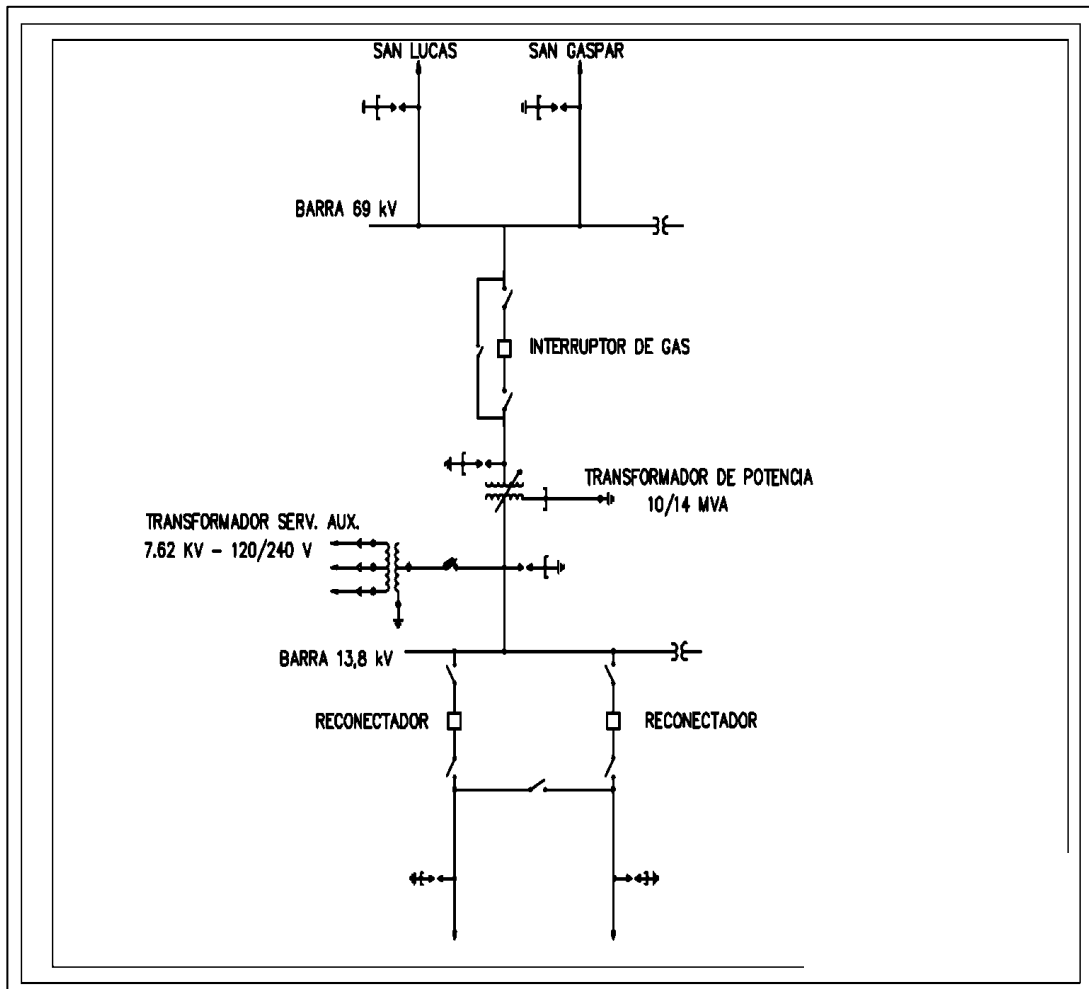 SAN LUCAS
SAN GASPAR
BARRA 69 kV
INTERRUPTOR DE GAS
TRANSFORMADOR DE POTENCIA
10/14 MVA
TRANSFORMADOR SERV. AUX.
7.62 KV - 120/240 V
BARRA 13,8 kV
RECONECTADOR
RECONECTADOR